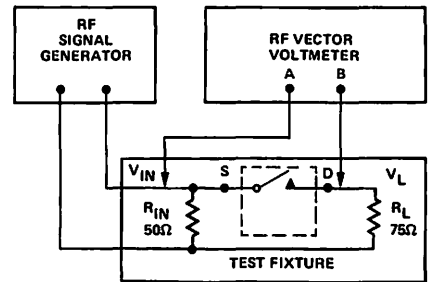 RF
SIGNAL
GENERATOR
RF VECTOR
VOLTMETER
A B
VIN S D VL
RIN
50Ω
RL
75Ω
TEST FIXTURE